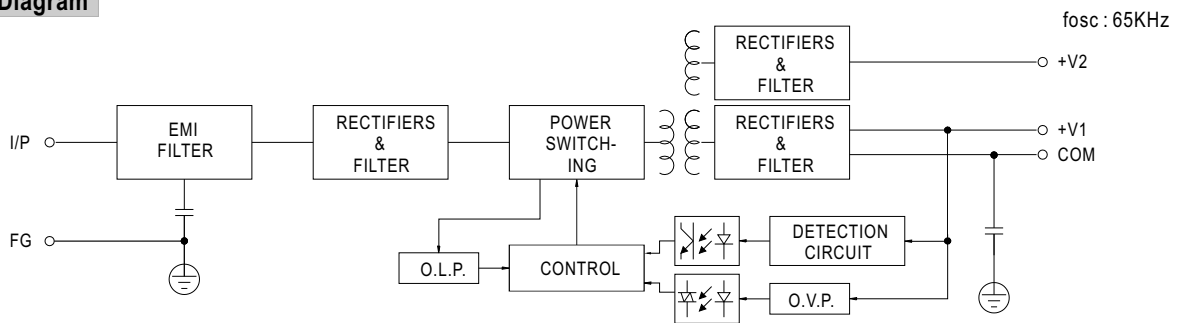 Diagram
fosc : 65KHz
RECTIFIERS
&
FILTER
+V2
I/P
EMI
FILTER
RECTIFIERS
&
FILTER
POWER
SWITCH-
ING
RECTIFIERS
&
FILTER
+V1
COM
FG
O.L.P.
CONTROL
DETECTION
CIRCUIT
O.V.P.